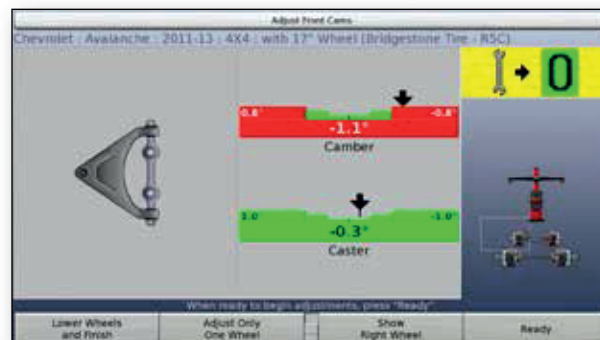 Adjust Front Cams
Chevrolet : Avalanche : 2011-13 : 4X4 : with 17" Wheel (Bridgestone Tire - RSC)
0.8° -0.8°
-1.1°
Camber
1.0 -1.0°
-0.3°
Caster
0
When ready to begin adjustments, press "Ready"
Lower Wheels
and Finish
Adjust Only
One Wheel
Show
Right Wheel
Ready